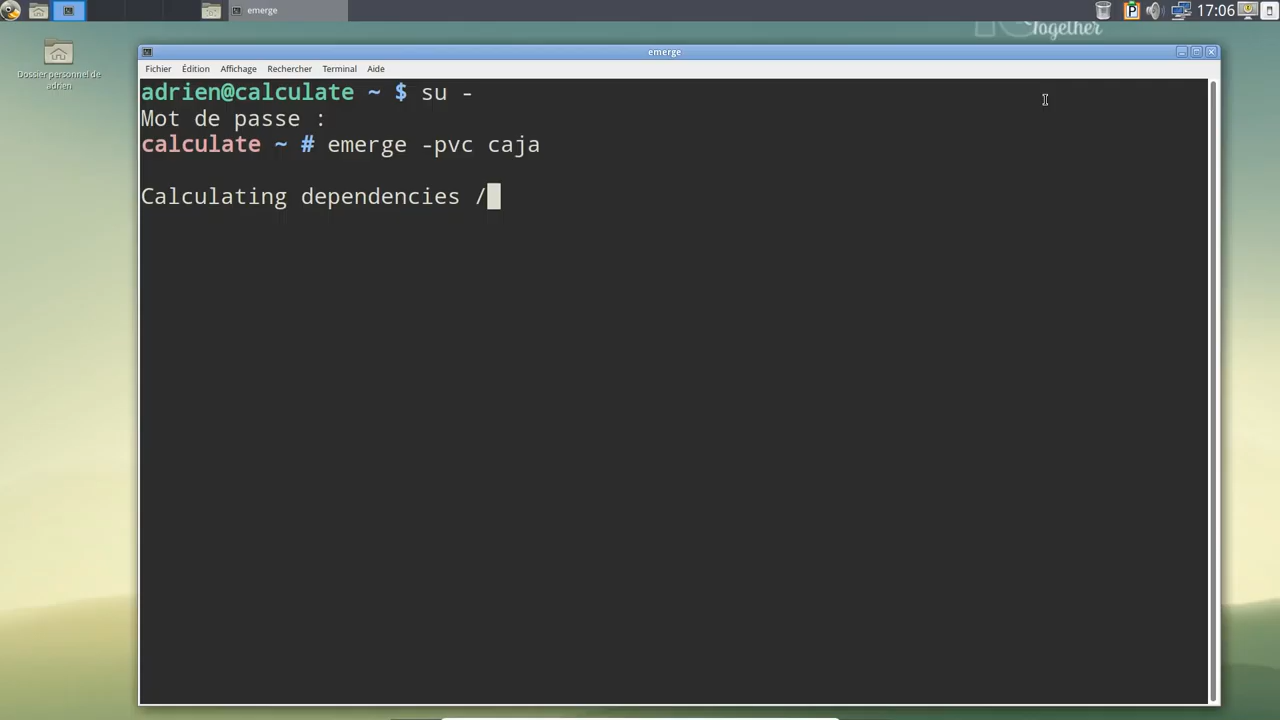 emerge
17:06
Together
Dossier personnel de
adrien
emerge
Fichier Édition Affichage Rechercher Terminal Aide
adrien@calculate ~ $ su -
Mot de passe :
calculate ~ # emerge -pvc caja
Calculating dependencies /